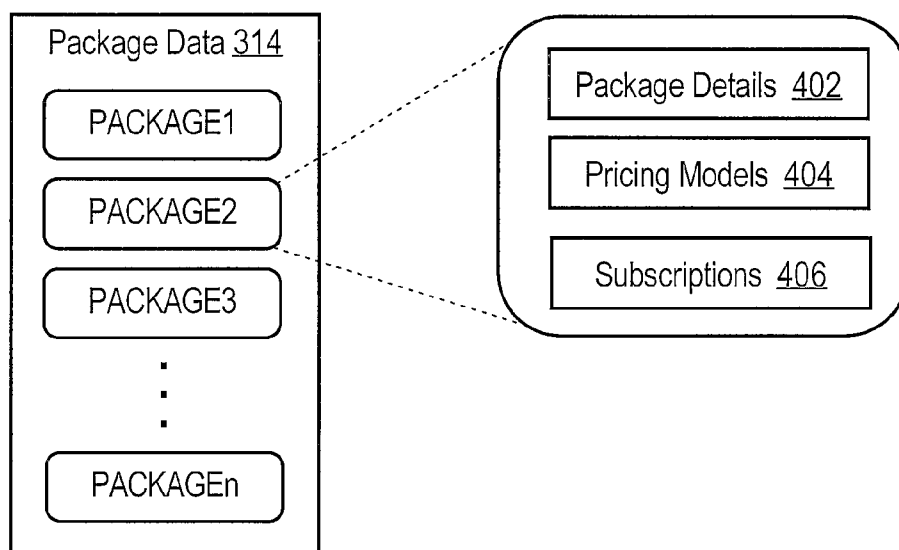 Package Data 314
PACKAGE1
PACKAGE2
PACKAGE3
PACKAGEn
Package Details 402
Pricing Models 404
Subscriptions 406